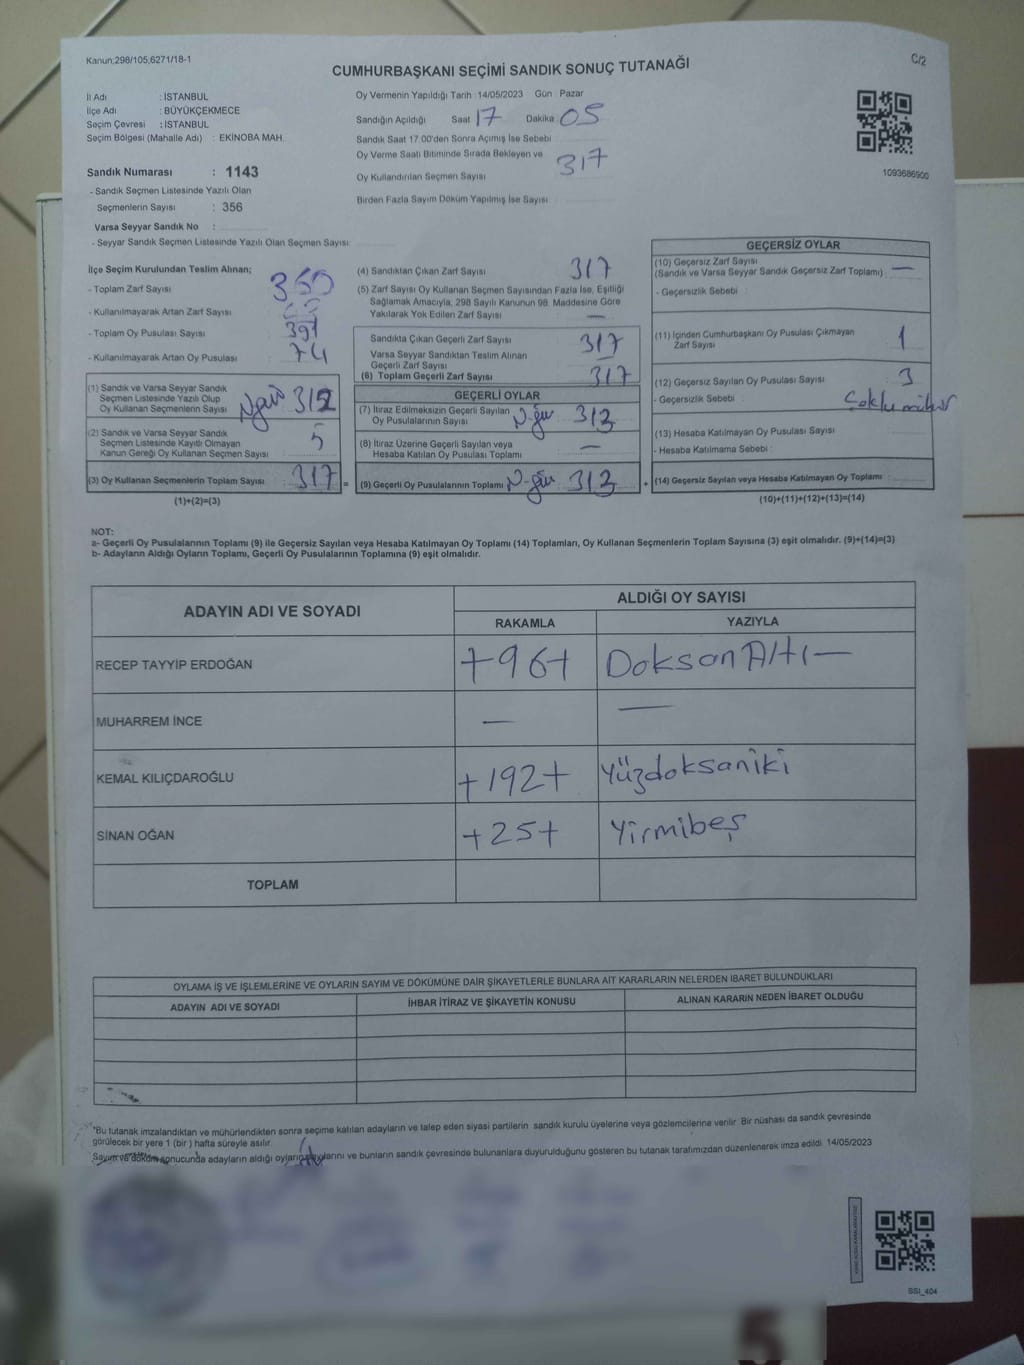 Kanun;298/105,6271/18-1
C/2
CUMHURBAŞKANI SEÇİMİ SANDIK SONUÇ TUTANAĞI
İl Adı : İSTANBUL
İlçe Adı : BÜYÜKÇEKMECE
Seçim Çevresi : İSTANBUL
Seçim Bölgesi (Mahalle Adı) : EKİNOBA MAH.
Oy Vermenin Yapıldığı Tarih :14/05/2023 Gün : Pazar
Sandığın Açıldığı Saat 17 Dakika 05
Sandık Saat 17.00'den Sonra Açılmış İse Sebebi
Oy Verme Saati Bitiminde Sırada Bekleyen ve
Oy Kullandırılan Seçmen Sayısı 317
Birden Fazla Sayım Döküm Yapılmış İse Sayısı
1093686900
Sandık Numarası : 1143
- Sandık Seçmen Listesinde Yazılı Olan
Seçmenlerin Sayısı : 356
Varsa Seyyar Sandık No :
- Seyyar Sandık Seçmen Listesinde Yazılı Olan Seçmen Sayısı
İlçe Seçim Kurulundan Teslim Alınan;
- Toplam Zarf Sayısı
- Kullanılmayarak Artan Zarf Sayısı
- Toplam Oy Pusulası Sayısı 391
- Kullanılmayarak Artan Oy Pusulası : 74
(1) Sandık ve Varsa Seyyar Sandık
Seçmen Listesinde Yazılı Olup
Oy Kullanan Seçmenlerin Sayısı 312
(2) Sandık ve Varsa Seyyar Sandık
Seçmen Listesinde Kayıtlı Olmayan
Kanun Gereği Oy Kullanan Seçmen Sayısı : 5
(3) Oy Kullanan Seçmenlerin Toplam Sayısı 317 =
(1)+(2)=(3)
(4) Sandıktan Çıkan Zarf Sayısı 317
(5) Zarf Sayısı Oy Kullanan Seçmen Sayısından Fazla İse, Eşitliği
Sağlamak Amacıyla, 298 Sayılı Kanunun 98. Maddesine Göre
Yakılarak Yok Edilen Zarf Sayısı —
Sandıkta Çıkan Geçerli Zarf Sayısı 317
Varsa Seyyar Sandıktan Teslim Alınan
Geçerli Zarf Sayısı —
(6) Toplam Geçerli Zarf Sayısı 317
GEÇERLİ OYLAR
(7) İtiraz Edilmeksizin Geçerli Sayılan
Oy Pusulasının Sayısı 313
(8) İtiraz Üzerine Geçerli Sayılan veya
Hesaba Katılan Oy Pusulası Toplamı —
(9) Geçerli Oy Pusulalarının Toplamı 313 +
GEÇERSİZ OYLAR
(10) Geçersiz Zarf Sayısı
(Sandık ve Varsa Seyyar Sandık Geçersiz Zarf Toplamı) —
- Geçersizlik Sebebi :
(11) İçinden Cumhurbaşkanı Oy Pusulası Çıkmayan
Zarf Sayısı 1
(12) Geçersiz Sayılan Oy Pusulası Sayısı : 3
- Geçersizlik Sebebi :
(13) Hesaba Katılmayan Oy Pusulası Sayısı
- Hesaba Katılmama Sebebi :
(14) Geçersiz Sayılan veya Hesaba Katılmayan Oy Toplamı
(10)+(11)+(12)+(13)=(14)
NOT:
a- Geçerli Oy Pusulalarının Toplamı (9) ile Geçersiz Sayılan veya Hesaba Katılmayan Oy Toplamı (14) Toplamları, Oy Kullanan Seçmenlerin Toplam Sayısına (3) eşit olmalıdır. (9)+(14)=(3)
b- Adayların Aldığı Oyların Toplamı, Geçerli Oy Pusulalarının Toplamına (9) eşit olmalıdır.
ADAYIN ADI VE SOYADI
ALDIĞI OY SAYISI
RAKAMLA YAZIYLA
RECEP TAYYİP ERDOĞAN +96+ DoksanAltı —
MUHARREM İNCE — —
KEMAL KILIÇDAROĞLU +192+ Yüzdoksaniki
SİNAN OĞAN +25+ Yirmibeş
TOPLAM
OYLAMA İŞ VE İŞLEMLERİNE VE OYLARIN SAYIM VE DÖKÜMÜNE DAİR ŞİKAYETLERLE BUNLARA AİT KARARLARIN NELERDEN İBARET BULUNDUKLARI
ADAYIN ADI VE SOYADI İHBAR İTİRAZ VE ŞİKAYETİN KONUSU ALINAN KARARIN NEDEN İBARET OLDUĞU
*Bu tutanak imzalandıktan ve mühürlendikten sonra seçime katılan adayların ve talep eden siyasi partilerin sandık kurulu üyelerine veya gözlemcilerine verilir. Bir nüshası da sandık çevresinde
görülecek bir yere 1 (bir) hafta süreyle asılır.
Sayım ve döküm sonucunda adayların aldığı oyların ve bunların sandık çevresinde bulunanlara duyurulduğunu gösteren bu tutanak tarafımızdan düzenlenerek imza edildi. 14/05/2023
SSI_404